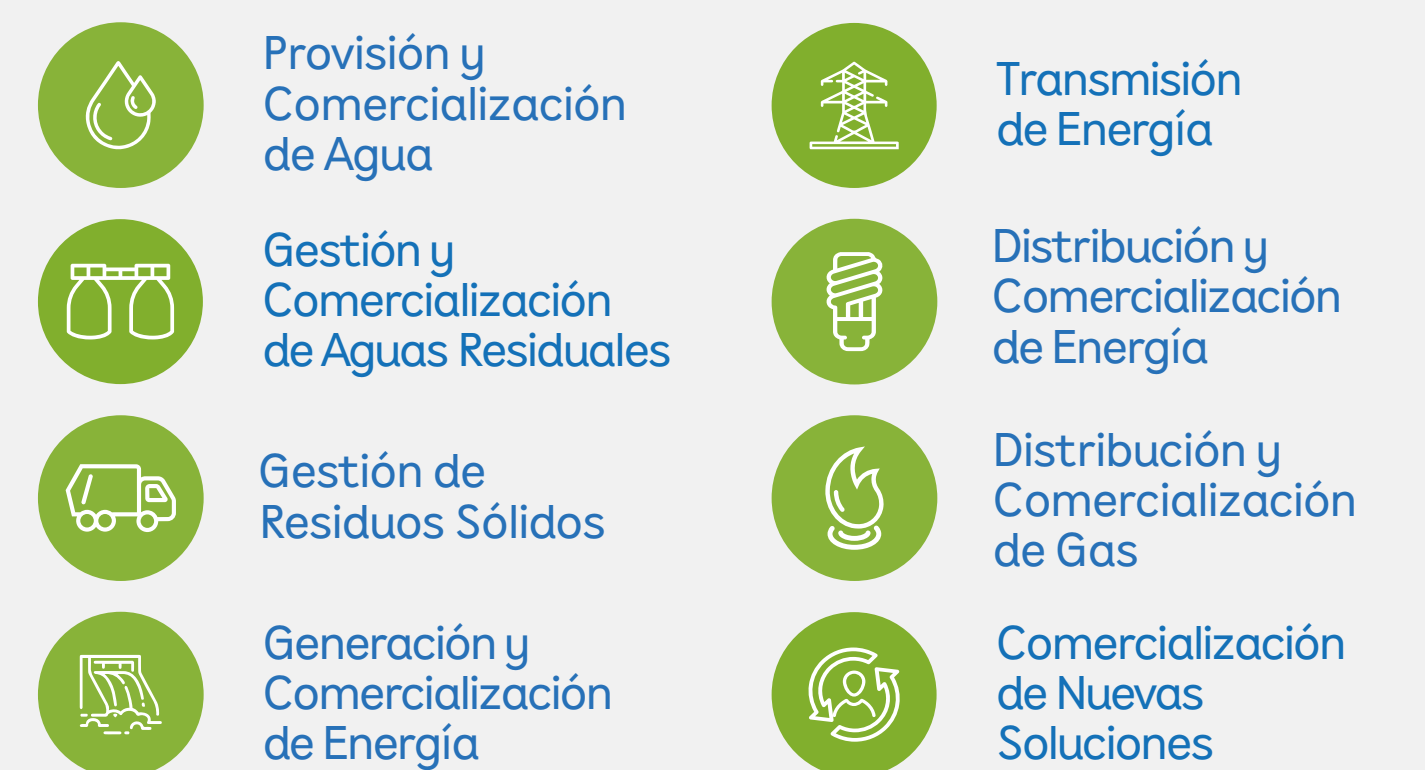 Provisión y
Comercialización
de Agua
Gestión y
Comercialización
de Aguas Residuales
Gestión de
Residuos Sólidos
Generación y
Comercialización
de Energía
Transmisión
de Energía
Distribución y
Comercialización
de Energía
Distribución y
Comercialización
de Gas
Comercialización
de Nuevas
Soluciones